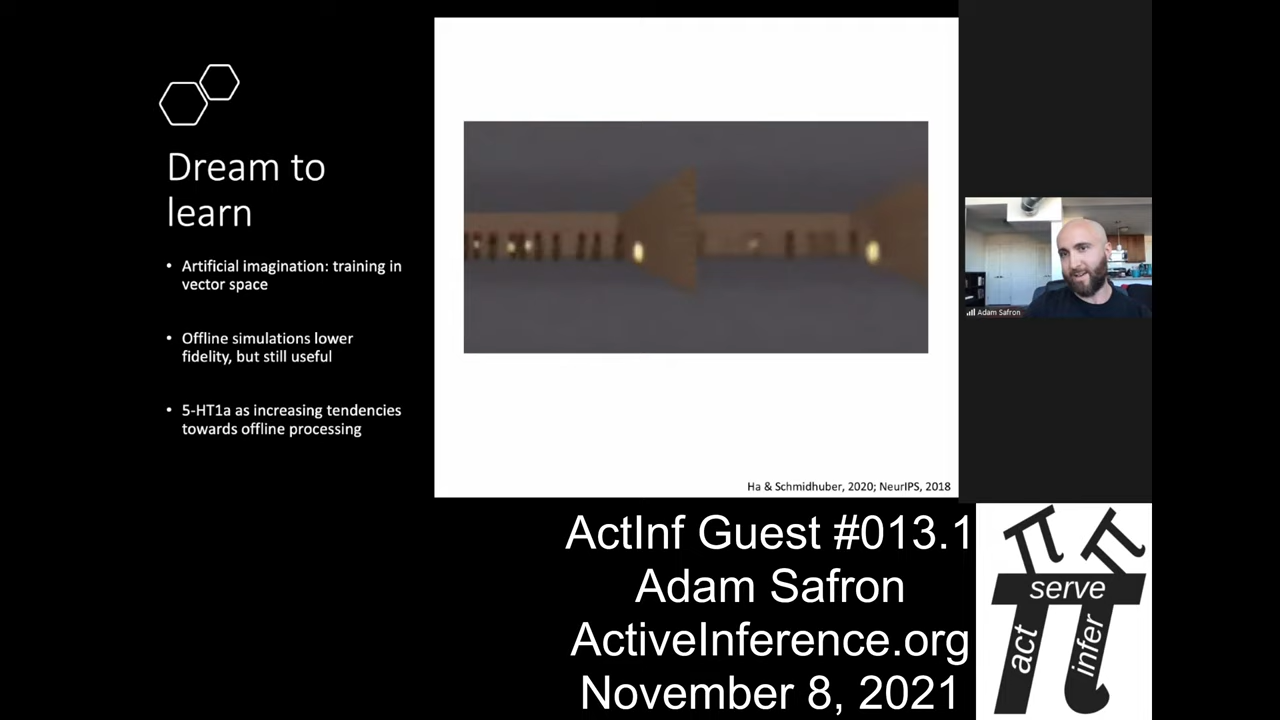 Dream to
learn
• Artificial imagination: training in
vector space
• Offline simulations lower
fidelity, but still useful
• 5-HT1a as increasing tendencies
towards offline processing
Ha & Schmidhuber, 2020; NeurIPS, 2018
Adam Safron
ActInf Guest #013.1
Adam Safron
ActiveInference.org
November 8, 2021
π π
serve
act
infer